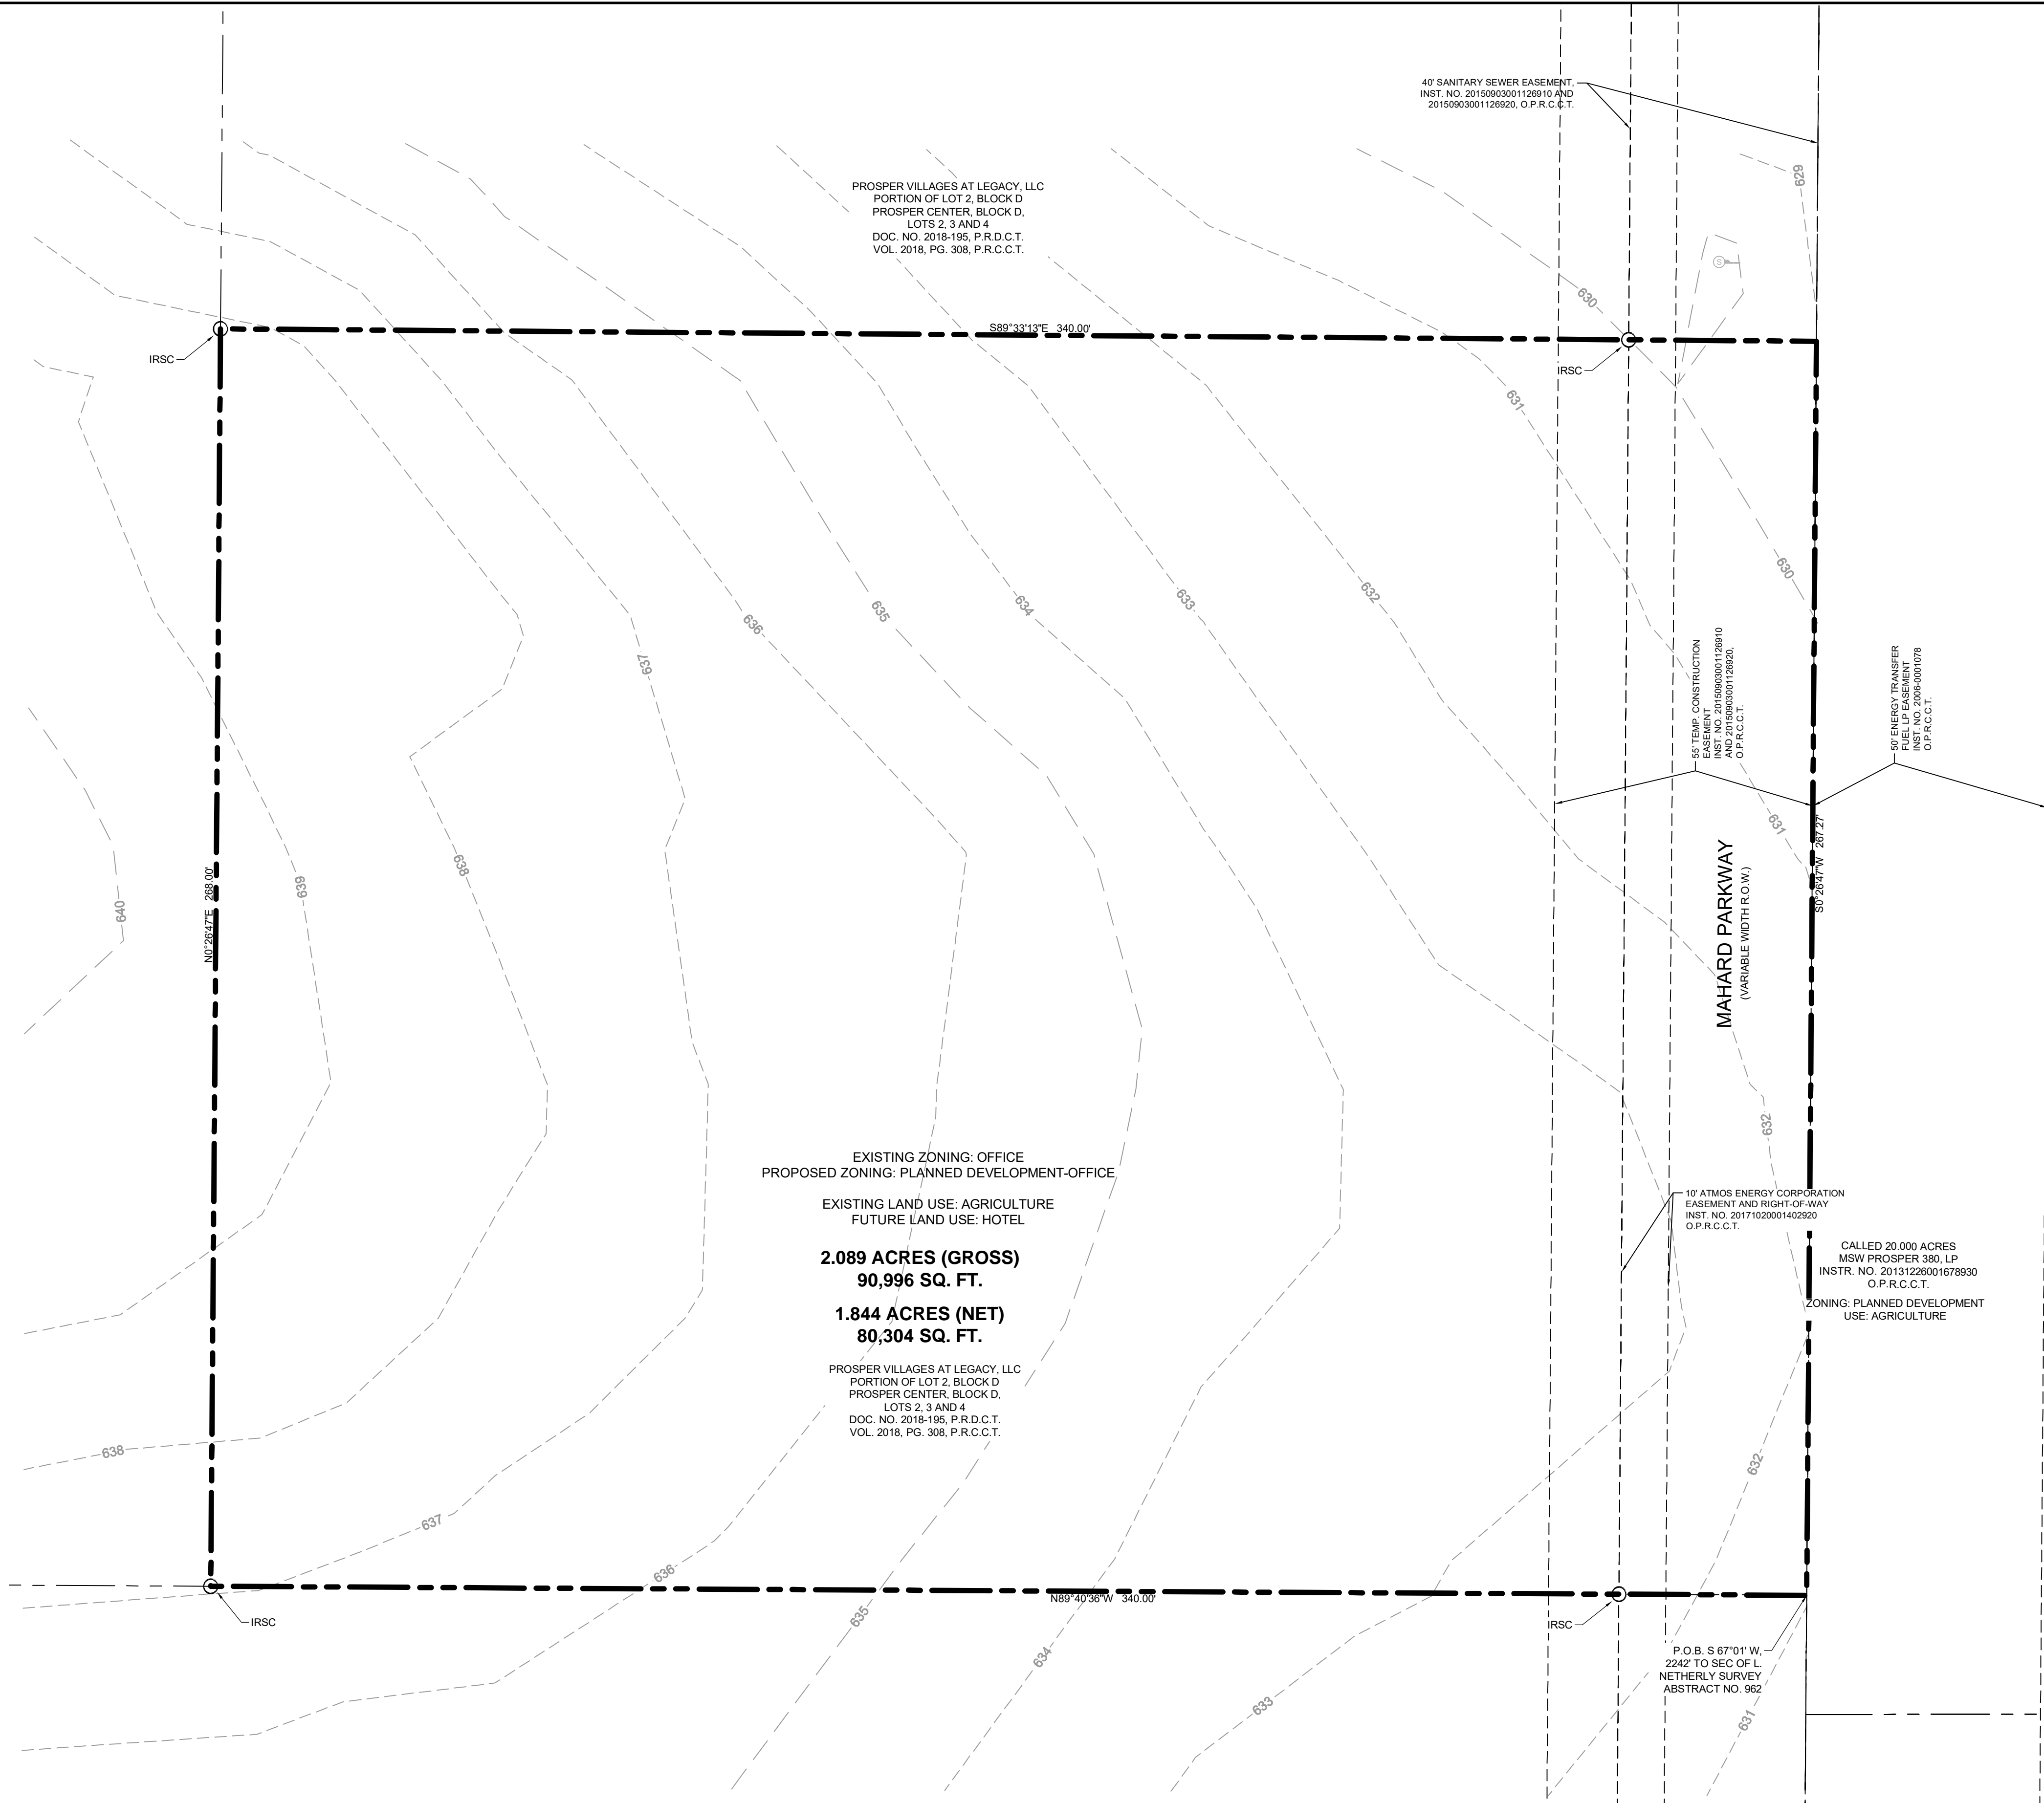 40' SANITARY SEWER EASEMENT,
INST. NO. 20150903001126910 AND
20150903001126920, O.P.R.C.C.T.
629
S
PROSPER VILLAGES AT LEGACY, LLC
PORTION OF LOT 2, BLOCK D
PROSPER CENTER, BLOCK D,
LOTS 2, 3 AND 4
DOC. NO. 2018-195, P.R.D.C.T.
VOL. 2018, PG. 308, P.R.C.C.T.
630
S89°33'13"E 340.00'
IRSC
IRSC
631
630
632
633
634
635
636
637
55' TEMP. CONSTRUCTION
EASEMENT
INST. NO. 20150903001126910
AND 20150903001126920,
O.P.R.C.C.T.
50' ENERGY TRANSFER
FUEL LP EASEMENT
INST. NO. 2006-0001078
O.P.R.C.C.T.
631
S0°26'47"W 267.27'
MAHARD PARKWAY
(VARIABLE WIDTH R.O.W.)
638
639
640
N0°26'47"E 268.00'
632
EXISTING ZONING: OFFICE
PROPOSED ZONING: PLANNED DEVELOPMENT-OFFICE
EXISTING LAND USE: AGRICULTURE
FUTURE LAND USE: HOTEL
2.089 ACRES (GROSS)
90,996 SQ. FT.
1.844 ACRES (NET)
80,304 SQ. FT.
PROSPER VILLAGES AT LEGACY, LLC
PORTION OF LOT 2, BLOCK D
PROSPER CENTER, BLOCK D,
LOTS 2, 3 AND 4
DOC. NO. 2018-195, P.R.D.C.T.
VOL. 2018, PG. 308, P.R.C.C.T.
10' ATMOS ENERGY CORPORATION
EASEMENT AND RIGHT-OF-WAY
INST. NO. 20171020001402920
O.P.R.C.C.T.
CALLED 20.000 ACRES
MSW PROSPER 380, LP
INSTR. NO. 20131226001678930
O.P.R.C.C.T.
ZONING: PLANNED DEVELOPMENT
USE: AGRICULTURE
638
632
637
636
N89°40'36"W 340.00'
IRSC
IRSC
635
634
633
631
P.O.B. S 67°01' W,
2242' TO SEC OF L.
NETHERLY SURVEY
ABSTRACT NO. 962